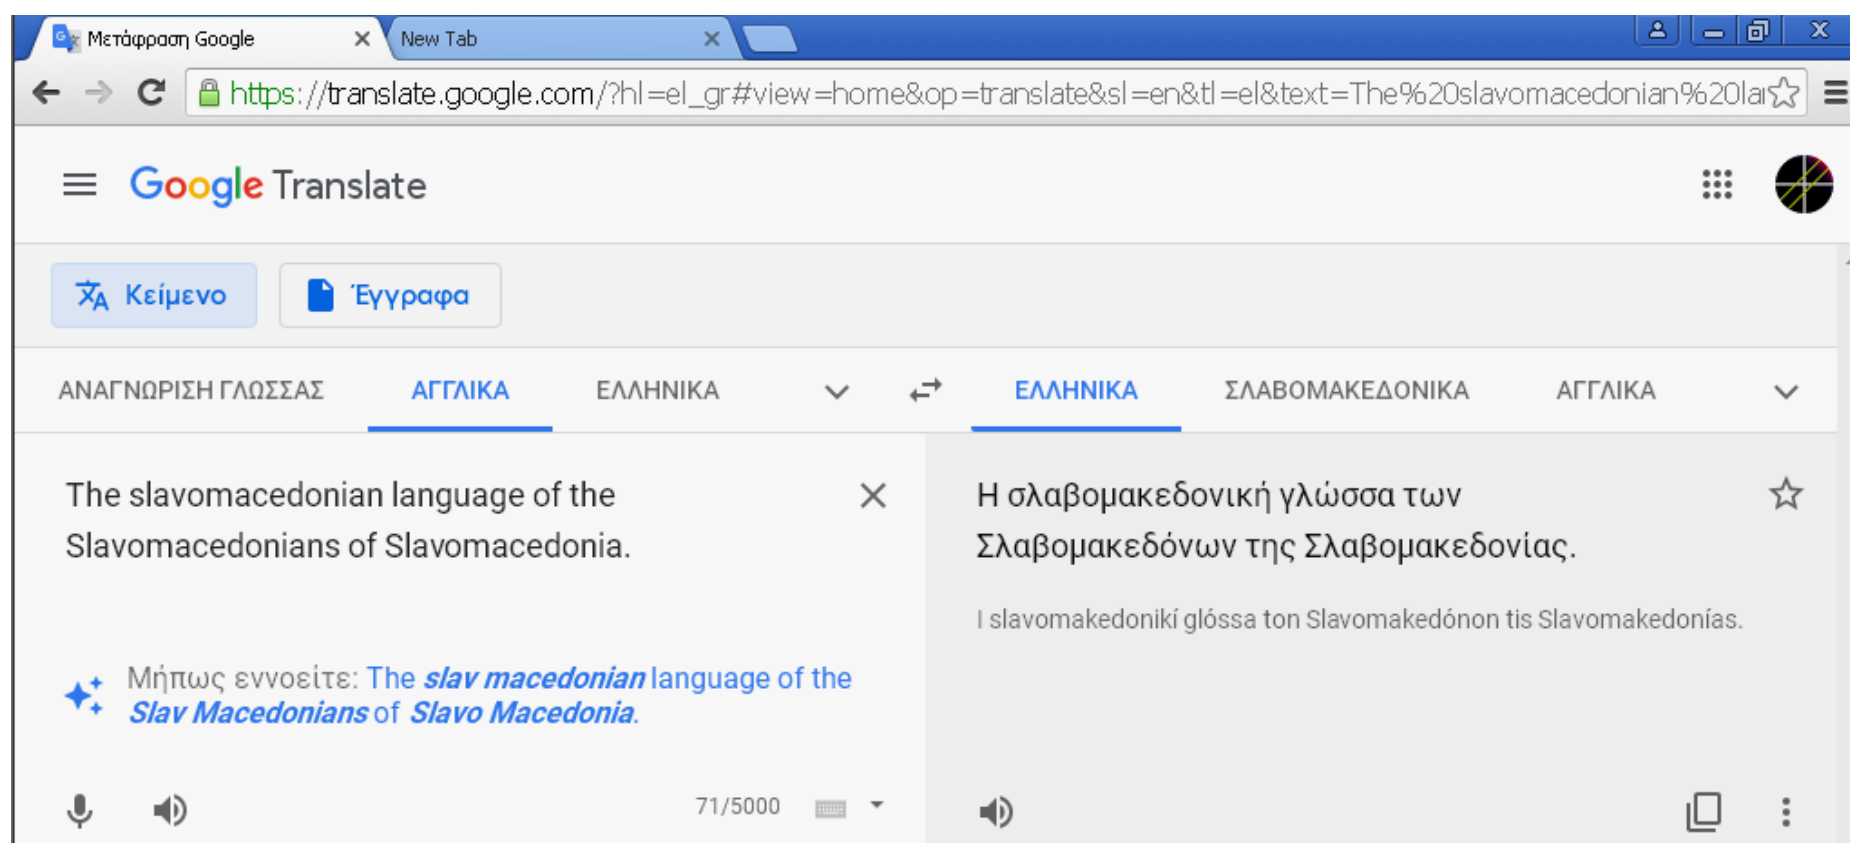 Μετάφραση Google
New Tab
https://translate.google.com/?hl=el_gr#view=home&op=translate&sl=en&tl=el&text=The%20slavomacedonian%20la
Google Translate
Κείμενο
Έγγραφα
ΑΝΑΓΝΩΡΙΣΗ ΓΛΩΣΣΑΣ ΑΓΓΛΙΚΑ ΕΛΛΗΝΙΚΑ
ΕΛΛΗΝΙΚΑ ΣΛΑΒΟΜΑΚΕΔΟΝΙΚΑ ΑΓΓΛΙΚΑ
The slavomacedonian language of the
Slavomacedonians of Slavomacedonia.
Μήπως εννοείτε: The slav macedonian language of the
Slav Macedonians of Slavo Macedonia.
71/5000
Η σλαβομακεδονική γλώσσα των
Σλαβομακεδόνων της Σλαβομακεδονίας.
I slavomakedonikí glóssa ton Slavomakedónon tis Slavomakedonías.